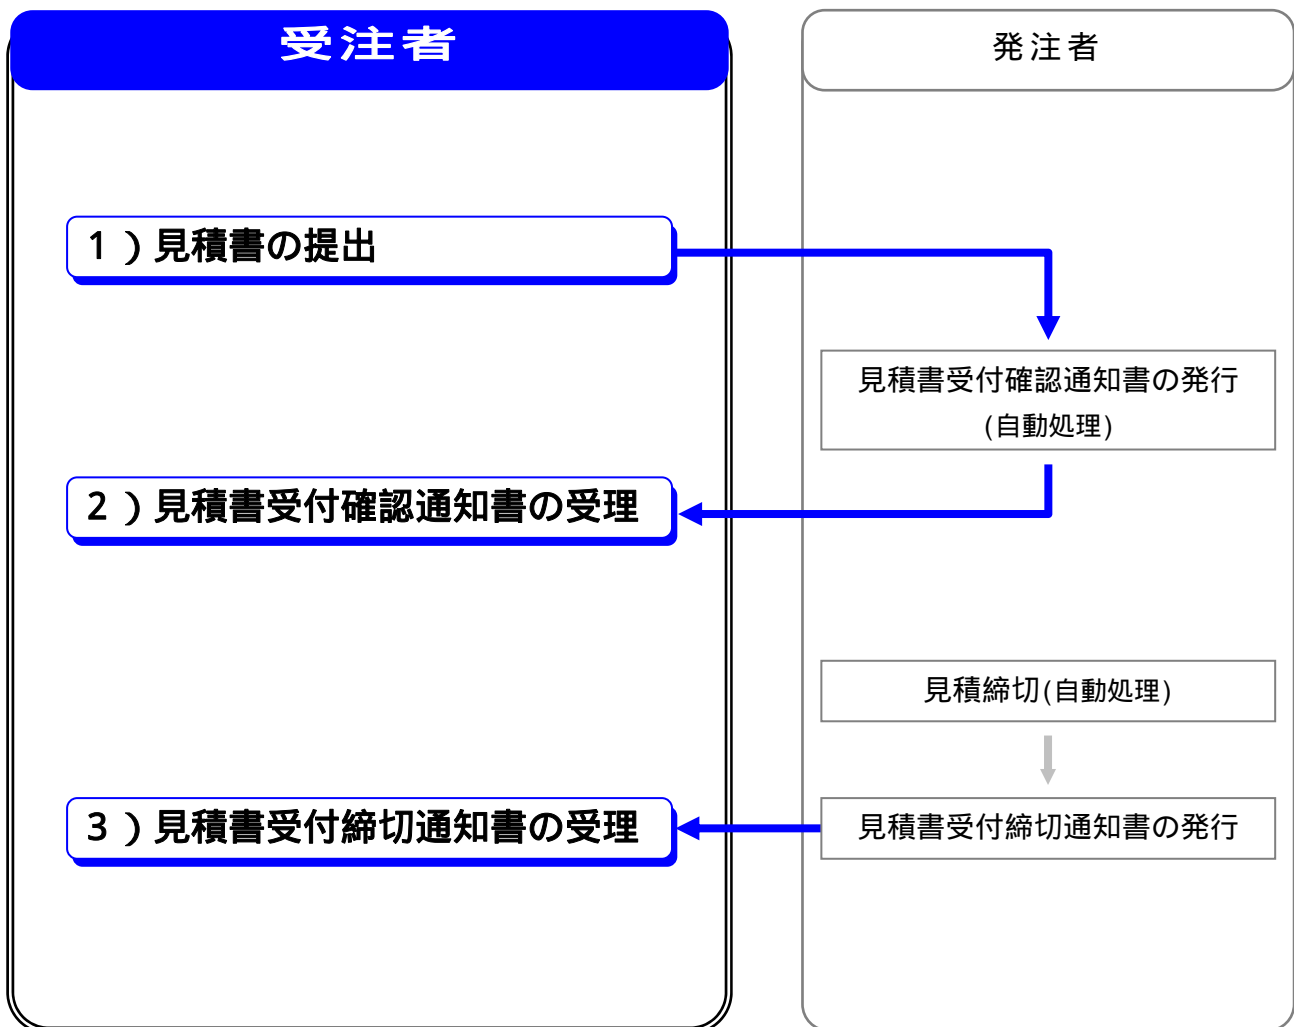 受注者
発注者
1）見積書の提出
見積書受付確認通知書の発行
(自動処理)
2）見積書受付確認通知書の受理
見積締切(自動処理)
3）見積書受付締切通知書の受理
見積書受付締切通知書の発行